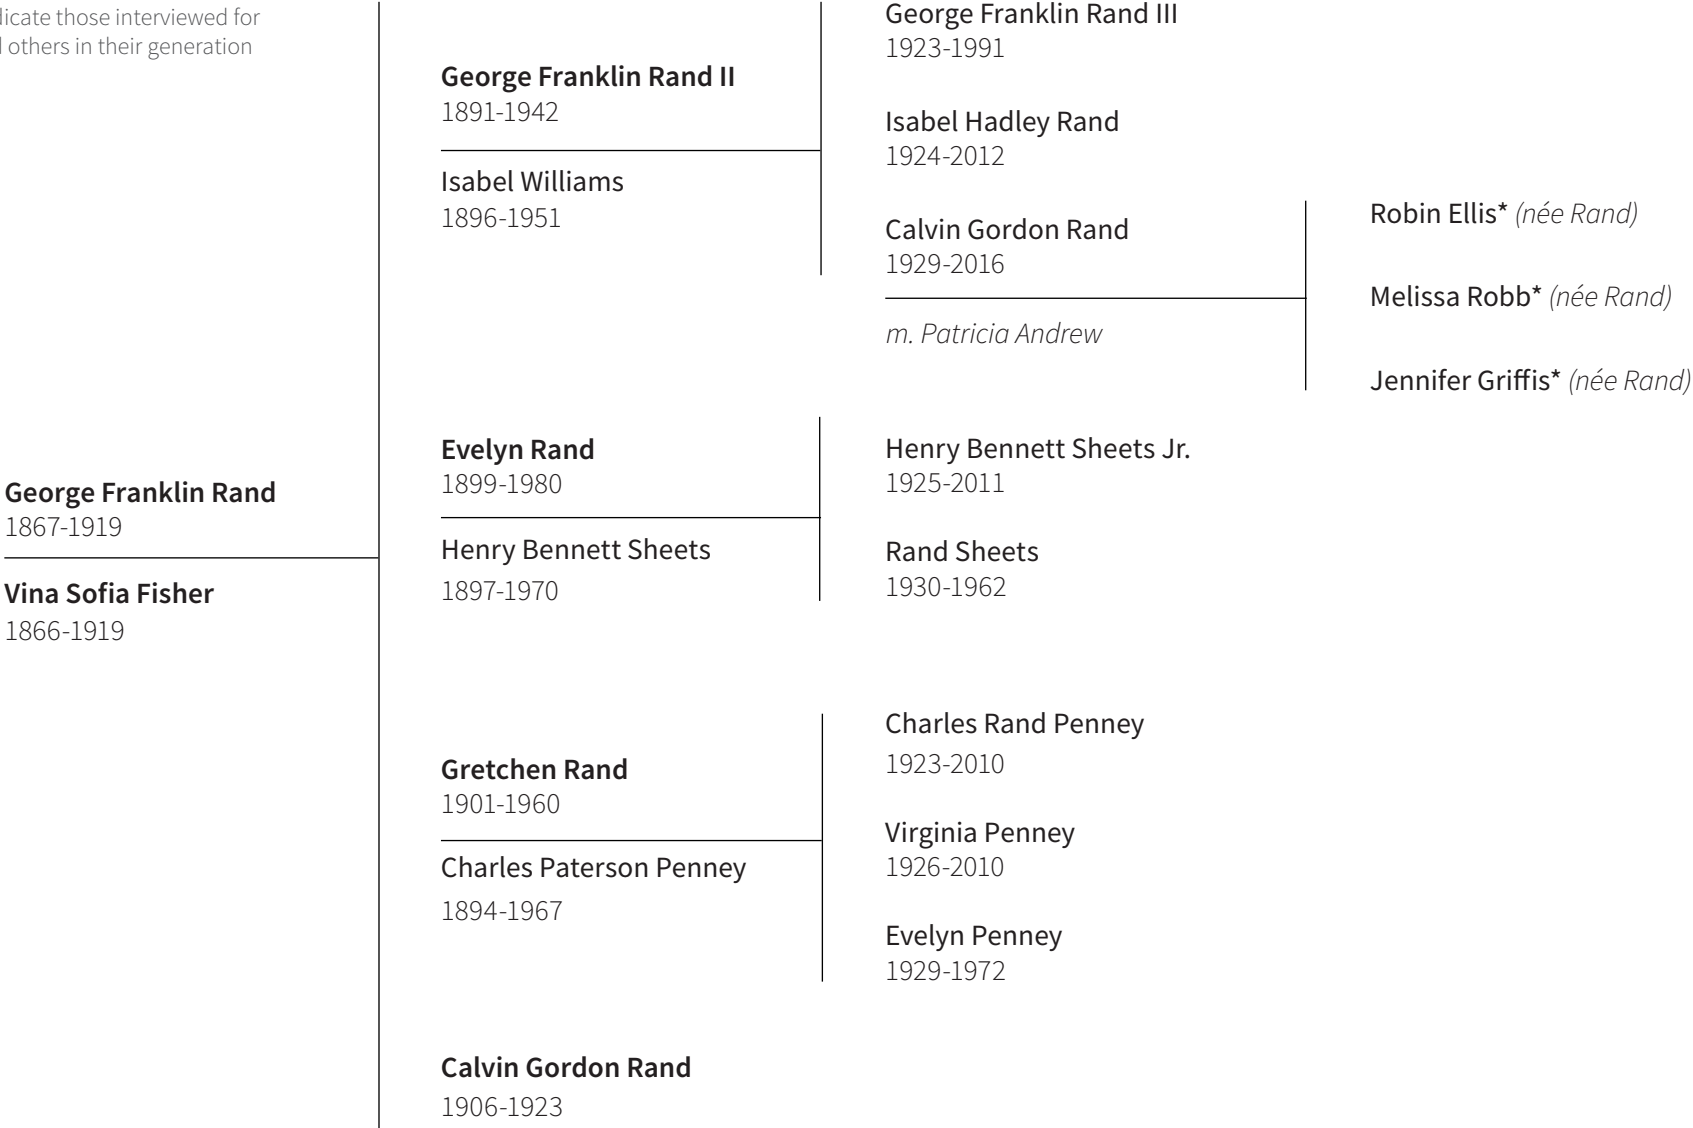 dicate those interviewed for
others in their generation
George Franklin Rand
1867-1919
Vina Sofia Fisher
1866-1919
George Franklin Rand II
1891-1942
Isabel Williams
1896-1951
Evelyn Rand
1899-1980
Henry Bennett Sheets
1897-1970
Gretchen Rand
1901-1960
Charles Paterson Penney
1894-1967
Calvin Gordon Rand
1906-1923
George Franklin Rand III
1923-1991
Isabel Hadley Rand
1924-2012
Calvin Gordon Rand
1929-2016
m. Patricia Andrew
Henry Bennett Sheets Jr.
1925-2011
Rand Sheets
1930-1962
Charles Rand Penney
1923-2010
Virginia Penney
1926-2010
Evelyn Penney
1929-1972
Robin Ellis* (née Rand)
Melissa Robb* (née Rand)
Jennifer Griffis* (née Rand)